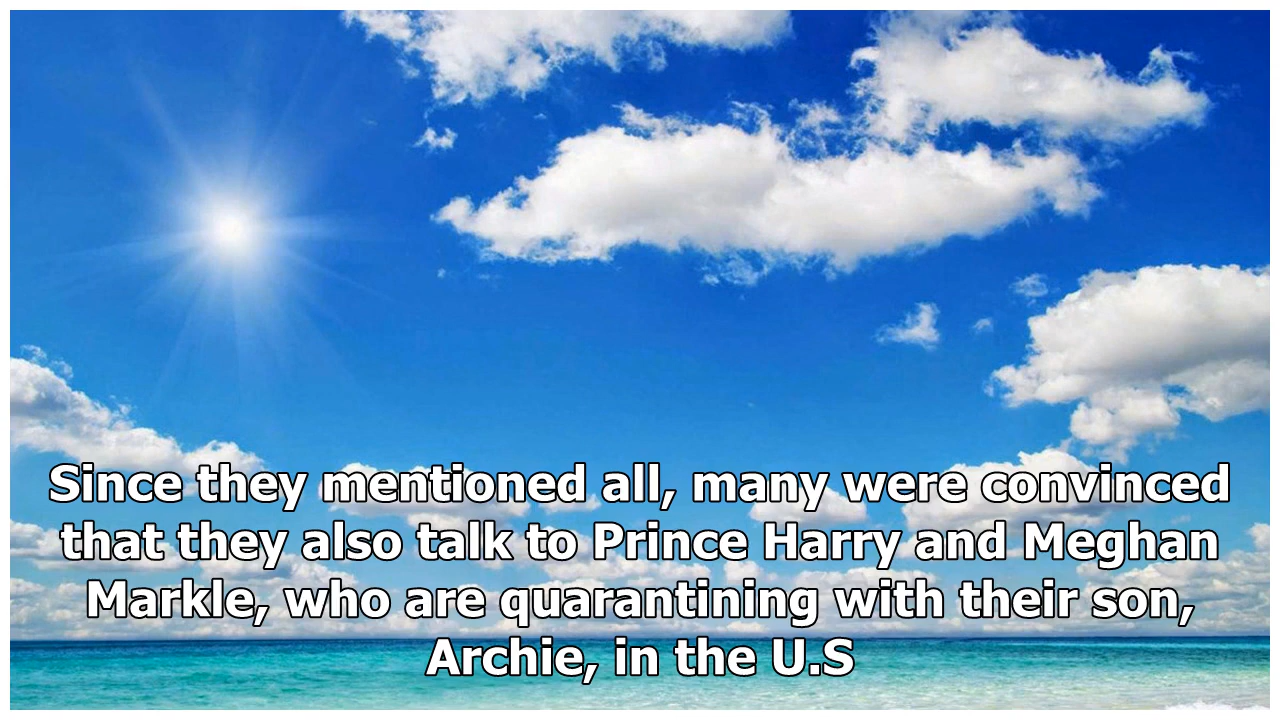 Since they mentioned all, many were convinced
that they also talk to Prince Harry and Meghan
Markle, who are quarantining with their son,
Archie, in the U.S